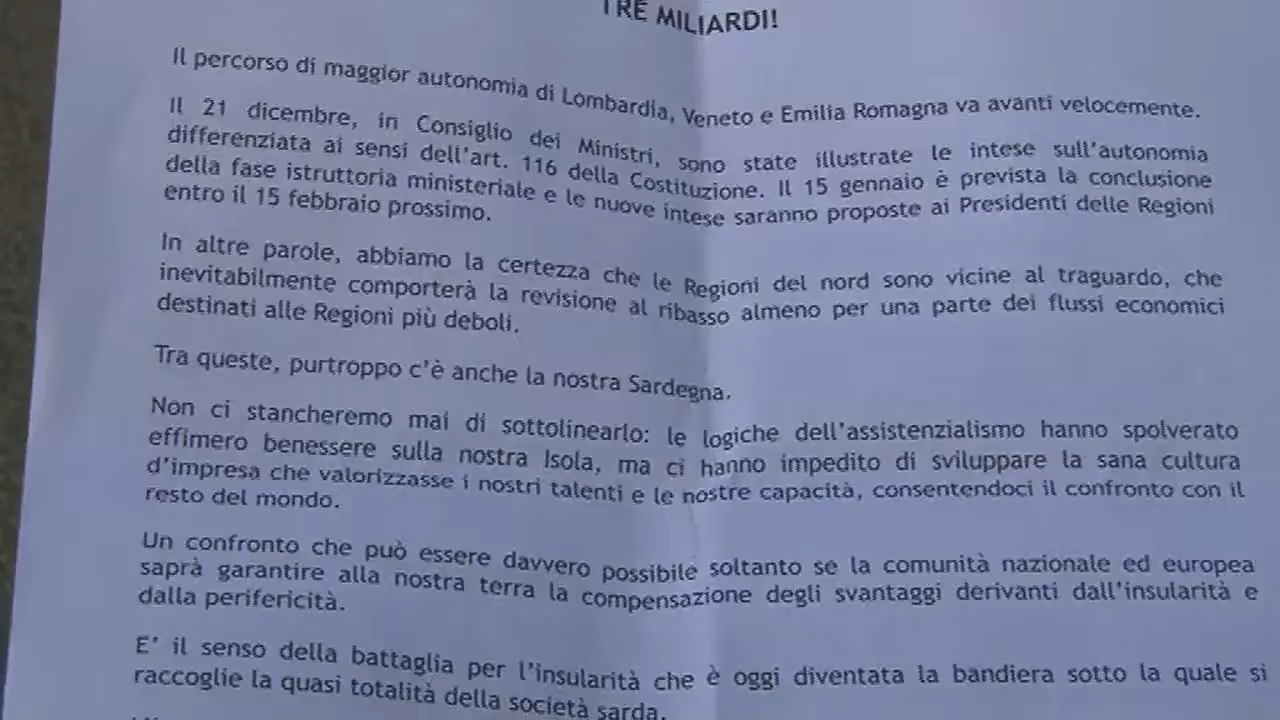 TRE MILIARDI!
Il percorso di maggior autonomia di Lombardia, Veneto e Emilia Romagna va avanti velocemente.
Il 21 dicembre, in Consiglio dei Ministri, sono state illustrate le intese sull'autonomia
differenziata ai sensi dell'art. 116 della Costituzione. Il 15 gennaio è prevista la conclusione
della fase istruttoria ministeriale e le nuove intese saranno proposte ai Presidenti delle Regioni
entro il 15 febbraio prossimo.
In altre parole, abbiamo la certezza che le Regioni del nord sono vicine al traguardo, che
inevitabilmente comporterà la revisione al ribasso almeno per una parte dei flussi economici
destinati alle Regioni più deboli.
Tra queste, purtroppo c'è anche la nostra Sardegna.
Non ci stancheremo mai di sottolinearlo: le logiche dell'assistenzialismo hanno spolverato
effimero benessere sulla nostra Isola, ma ci hanno impedito di sviluppare la sana cultura
d'impresa che valorizzasse i nostri talenti e le nostre capacità, consentendoci il confronto con il
resto del mondo.
Un confronto che può essere davvero possibile soltanto se la comunità nazionale ed europea
saprà garantire alla nostra terra la compensazione degli svantaggi derivanti dall'insularità e
dalla perifericità.
E' il senso della battaglia per l'insularità che è oggi diventata la bandiera sotto la quale si
raccoglie la quasi totalità della società sarda.